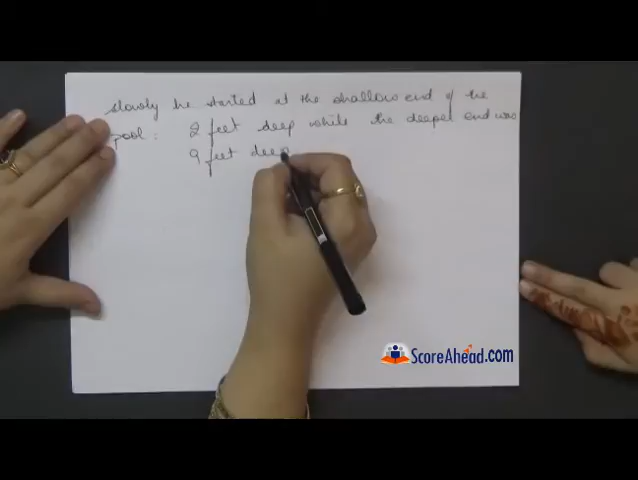 slowly he started at the shallow end of the
pool : 2 feet deep while the deeper end was
9 feet deep
ScoreAhead.com